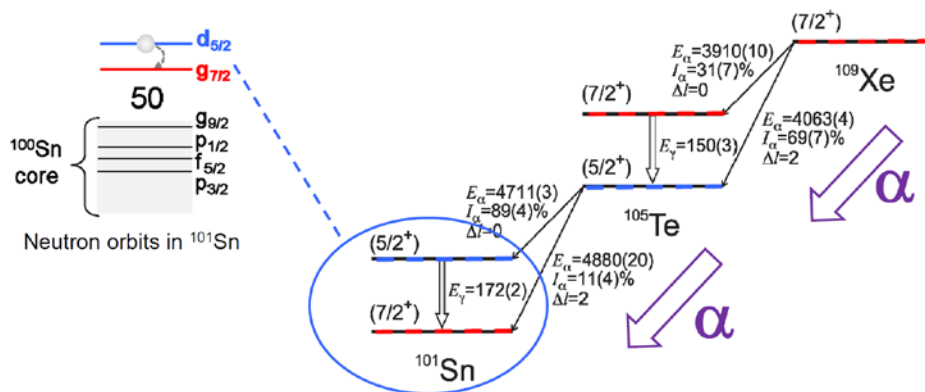 d5/2
g7/2
50
g9/2
p1/2
f5/2
p3/2
100Sn
core
Neutron orbits in 101Sn
(7/2+)
109Xe
Eα=3910(10)
Iα=31(7)%
Δl=0
(7/2+)
Eα=4063(4)
Iα=69(7)%
Δl=2
Eγ=150(3)
(5/2+)
105Te
α
Eα=4711(3)
Iα=89(4)%
Δl=0
(5/2+)
Eα=4880(20)
Iα=11(4)%
Δl=2
Eγ=172(2)
(7/2+)
101Sn
α